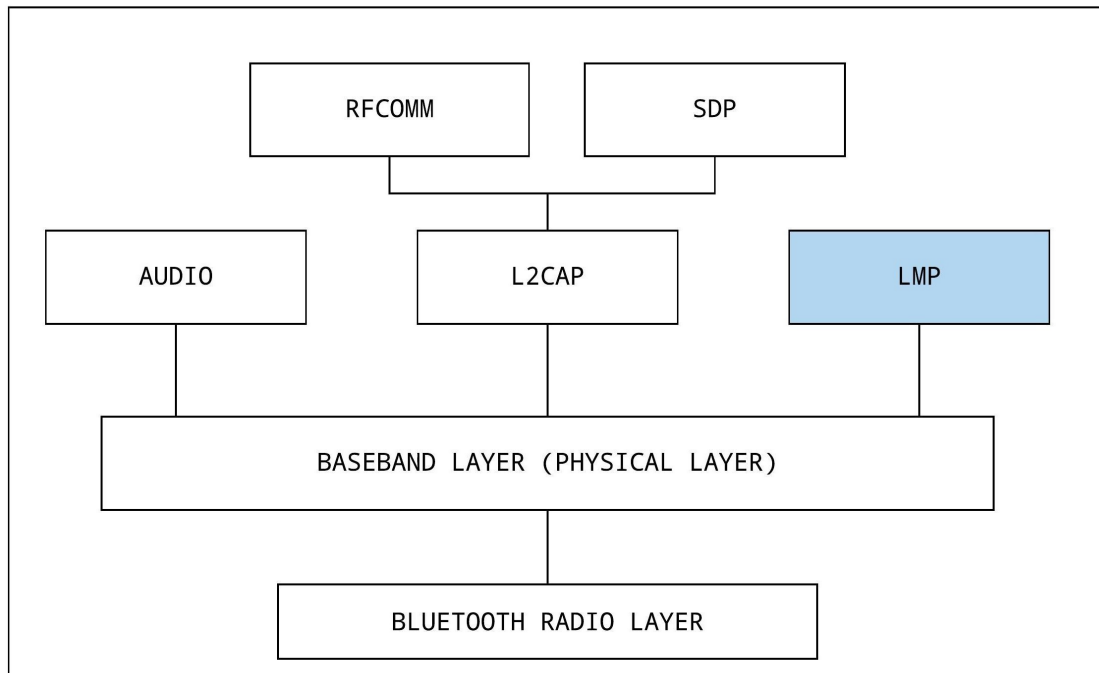 RFCOMM
SDP
AUDIO
L2CAP
LMP
BASEBAND LAYER (PHYSICAL LAYER)
BLUETOOTH RADIO LAYER